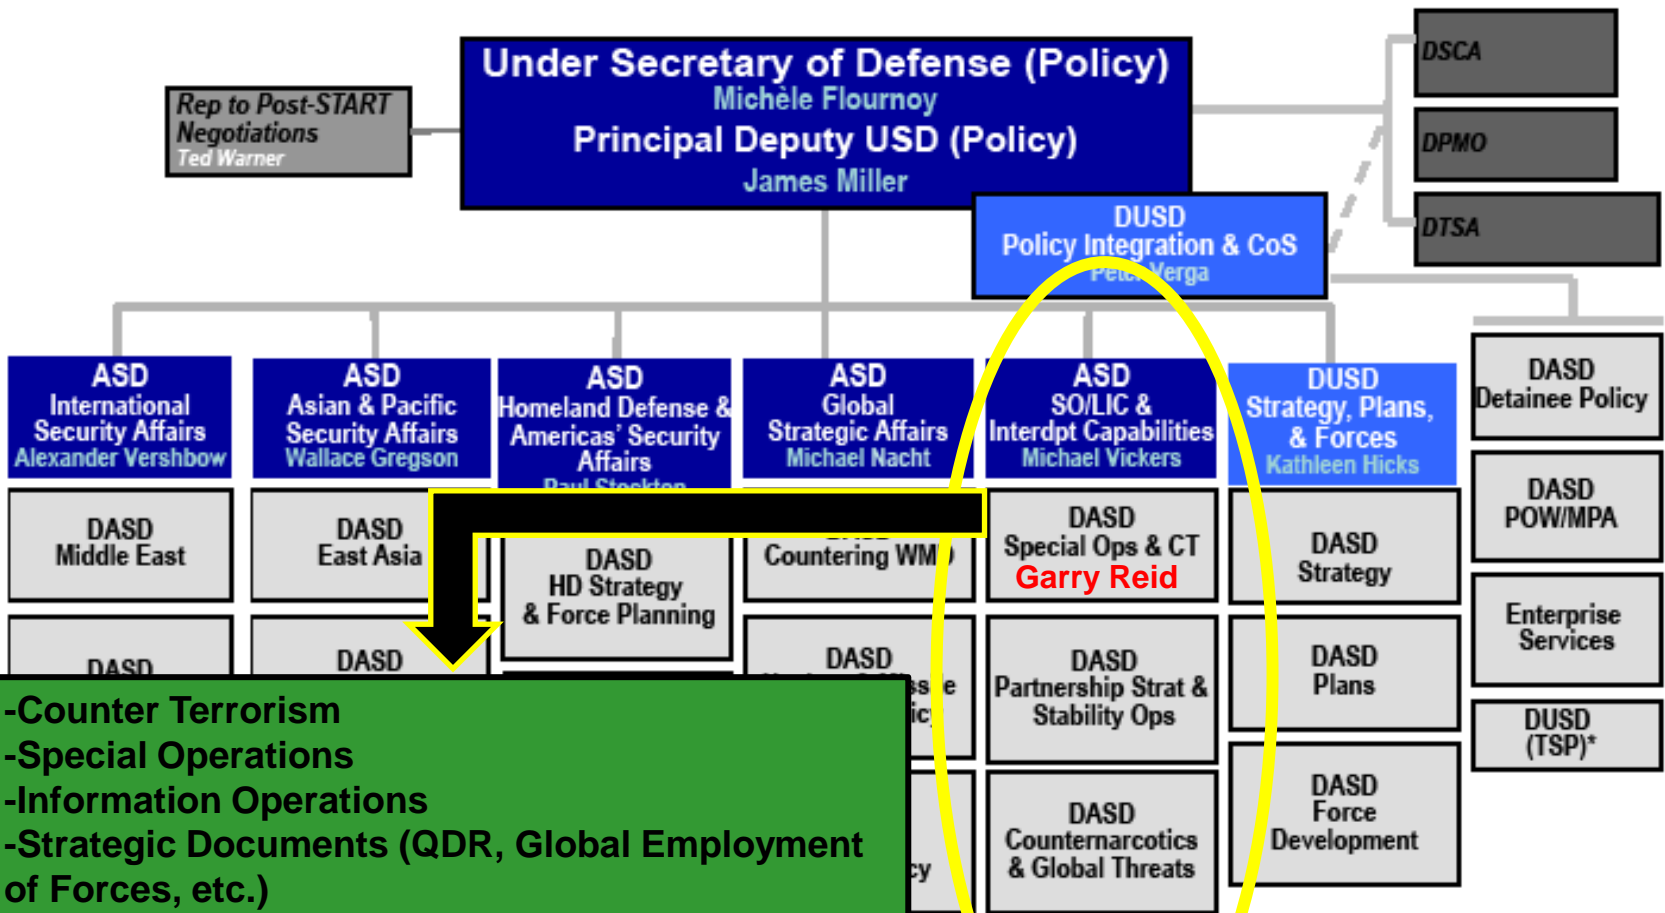 Under Secretary of Defense (Policy)
Michèle Flournoy
Principal Deputy USD (Policy)
James Miller
Rep to Post-START
Negotiations
Ted Warner
DSCA
DPMO
DTSA
DUSD
Policy Integration & CoS
Peter Verga
ASD
International
Security Affairs
Alexander Vershbow
ASD
Asian & Pacific
Security Affairs
Wallace Gregson
ASD
Homeland Defense &
Americas' Security
Affairs
Paul Stockton
ASD
Global
Strategic Affairs
Michael Nacht
ASD
SO/LIC &
Interdpt Capabilities
Michael Vickers
DUSD
Strategy, Plans,
& Forces
Kathleen Hicks
DASD
Detainee Policy
DASD
POW/MPA
Enterprise
Services
DUSD
(TSP)*
DASD
Middle East
DASD
East Asia
DASD
HD Strategy
& Force Planning
Countering WMD
DASD
Special Ops & CT
Garry Reid
DASD
Strategy
DASD
DASD
DASD
DASD
Partnership Strat &
Stability Ops
DASD
Plans
DASD
Counternarcotics
& Global Threats
DASD
Force
Development
-Counter Terrorism
-Special Operations
-Information Operations
-Strategic Documents (QDR, Global Employment
of Forces, etc.)